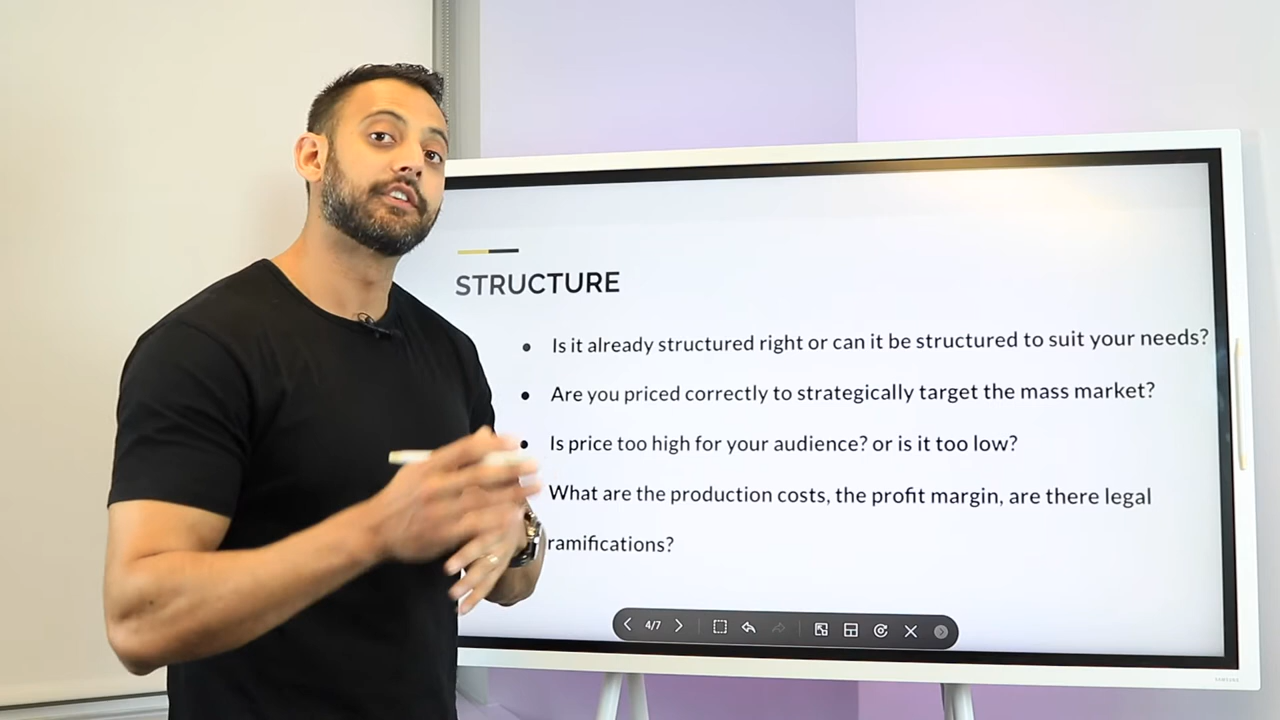 STRUCTURE
Is it already structured right or can it be structured to suit your needs?
Are you priced correctly to strategically target the mass market?
Is price too high for your audience? or is it too low?
What are the production costs, the profit margin, are there legal
ramifications?
4/7
SAMSUNG